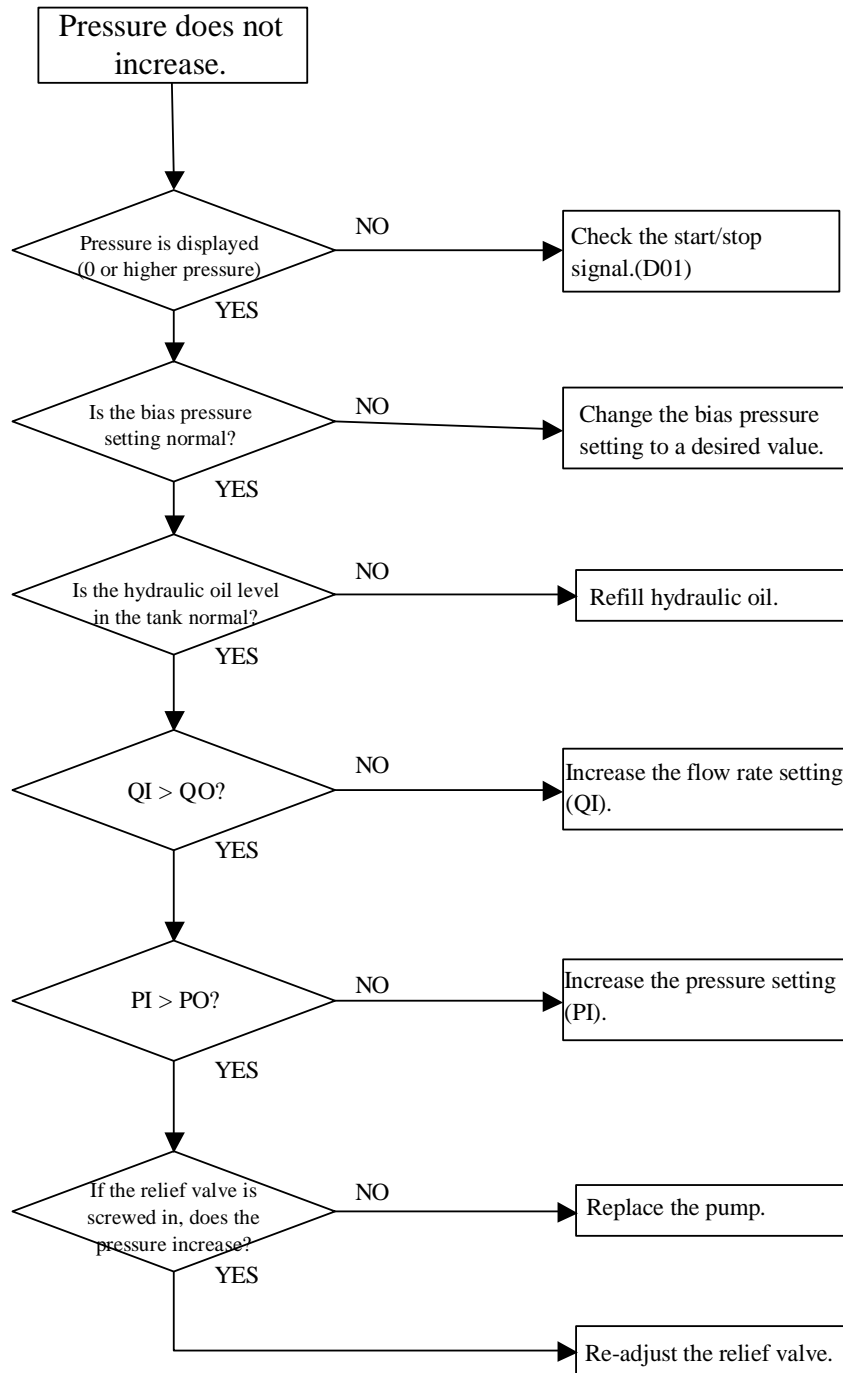 Pressure does not
increase.
Pressure is displayed
(0 or higher pressure)
NO
Check the start/stop
signal.(D01)
YES
Is the bias pressure
setting normal?
NO
Change the bias pressure
setting to a desired value.
YES
Is the hydraulic oil level
in the tank normal?
NO
Refill hydraulic oil.
YES
QI > QO?
NO
Increase the flow rate setting
(QI).
YES
PI > PO?
NO
Increase the pressure setting
(PI).
YES
If the relief valve is
screwed in, does the
pressure increase?
NO
Replace the pump.
YES
Re-adjust the relief valve.